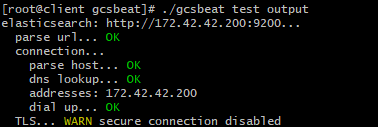 [root@client gcsbeat]# ./gcsbeat test output
elasticsearch: http://172.42.42.200:9200...
  parse url... OK
  connection...
    parse host... OK
    dns lookup... OK
    addresses: 172.42.42.200
    dial up... OK
  TLS... WARN secure connection disabled